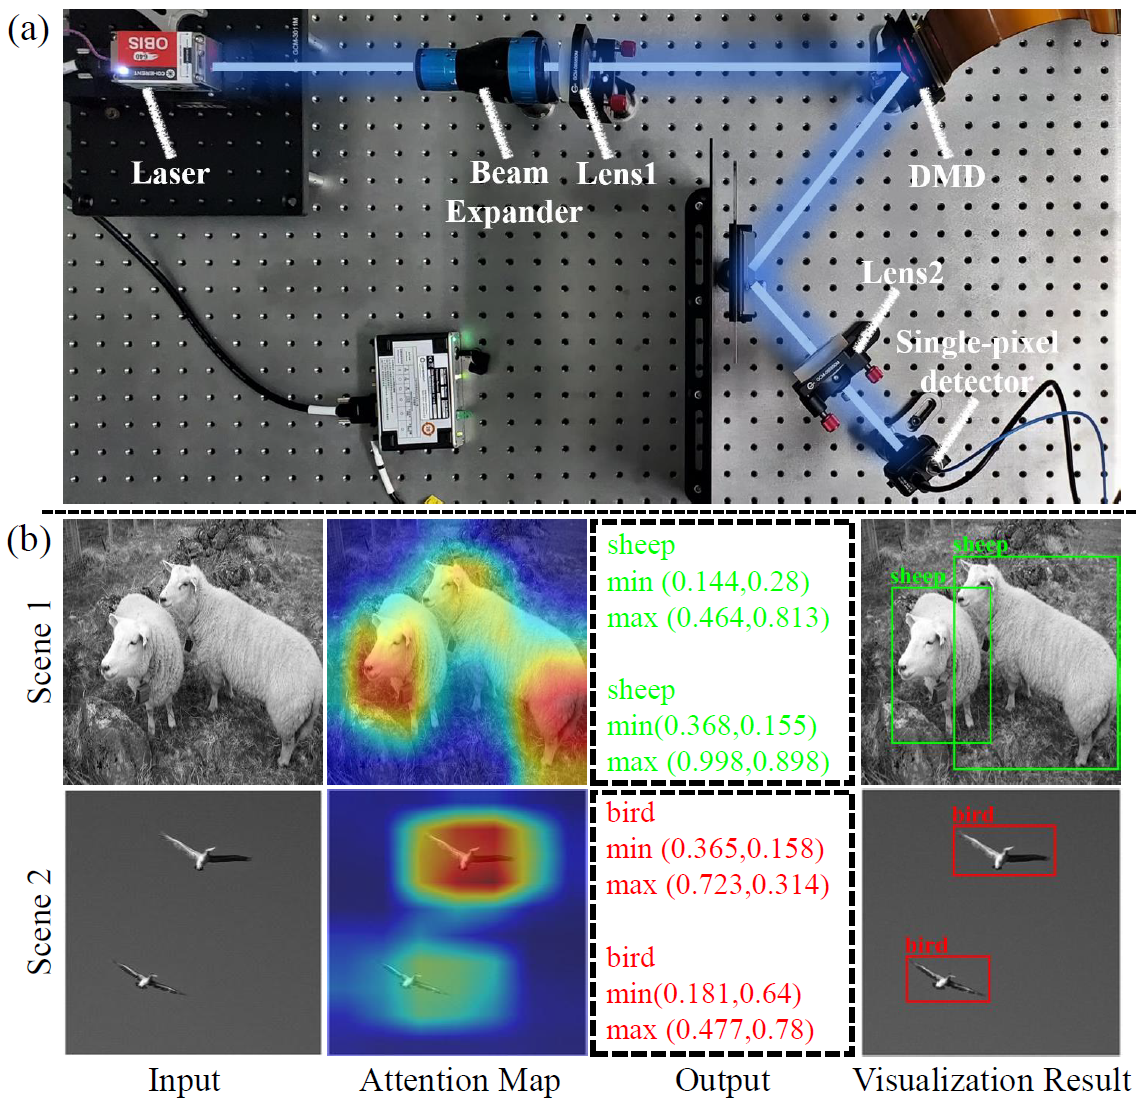 (a)
OBIS
COHERENT
Laser
Beam
Expander
Lens1
DMD
Lens2
Single-pixel
detector
(b)
Scene 1
sheep
min (0.144,0.28)
max (0.464,0.813)
sheep
min(0.368,0.155)
max (0.998,0.898)
sheep
sheep
Scene 2
bird
min (0.365,0.158)
max (0.723,0.314)
bird
min(0.181,0.64)
max (0.477,0.78)
bird
bird
Input
Attention Map
Output
Visualization Result